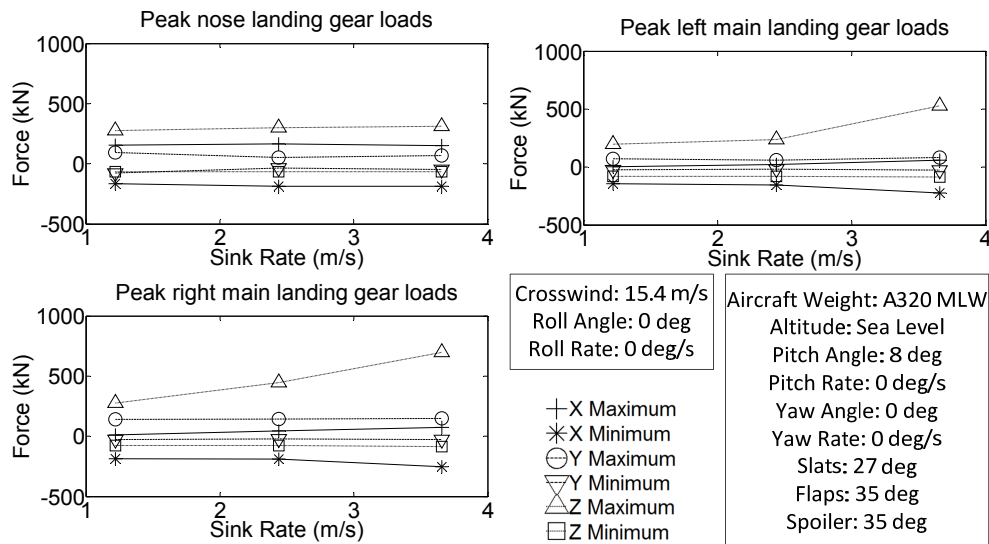 Peak nose landing gear loads
1000
500
0
-500
Force (kN)
1
2
3
4
Sink Rate (m/s)
Peak left main landing gear loads
1000
500
0
-500
Force (kN)
1
2
3
4
Sink Rate (m/s)
Peak right main landing gear loads
1000
500
0
-500
Force (kN)
1
2
3
4
Sink Rate (m/s)
Crosswind: 15.4 m/s
Roll Angle: 0 deg
Roll Rate: 0 deg/s
X Maximum
X Minimum
Y Maximum
Y Minimum
Z Maximum
Z Minimum
Aircraft Weight: A320 MLW
Altitude: Sea Level
Pitch Angle: 8 deg
Pitch Rate: 0 deg/s
Yaw Angle: 0 deg
Yaw Rate: 0 deg/s
Slats: 27 deg
Flaps: 35 deg
Spoiler: 35 deg